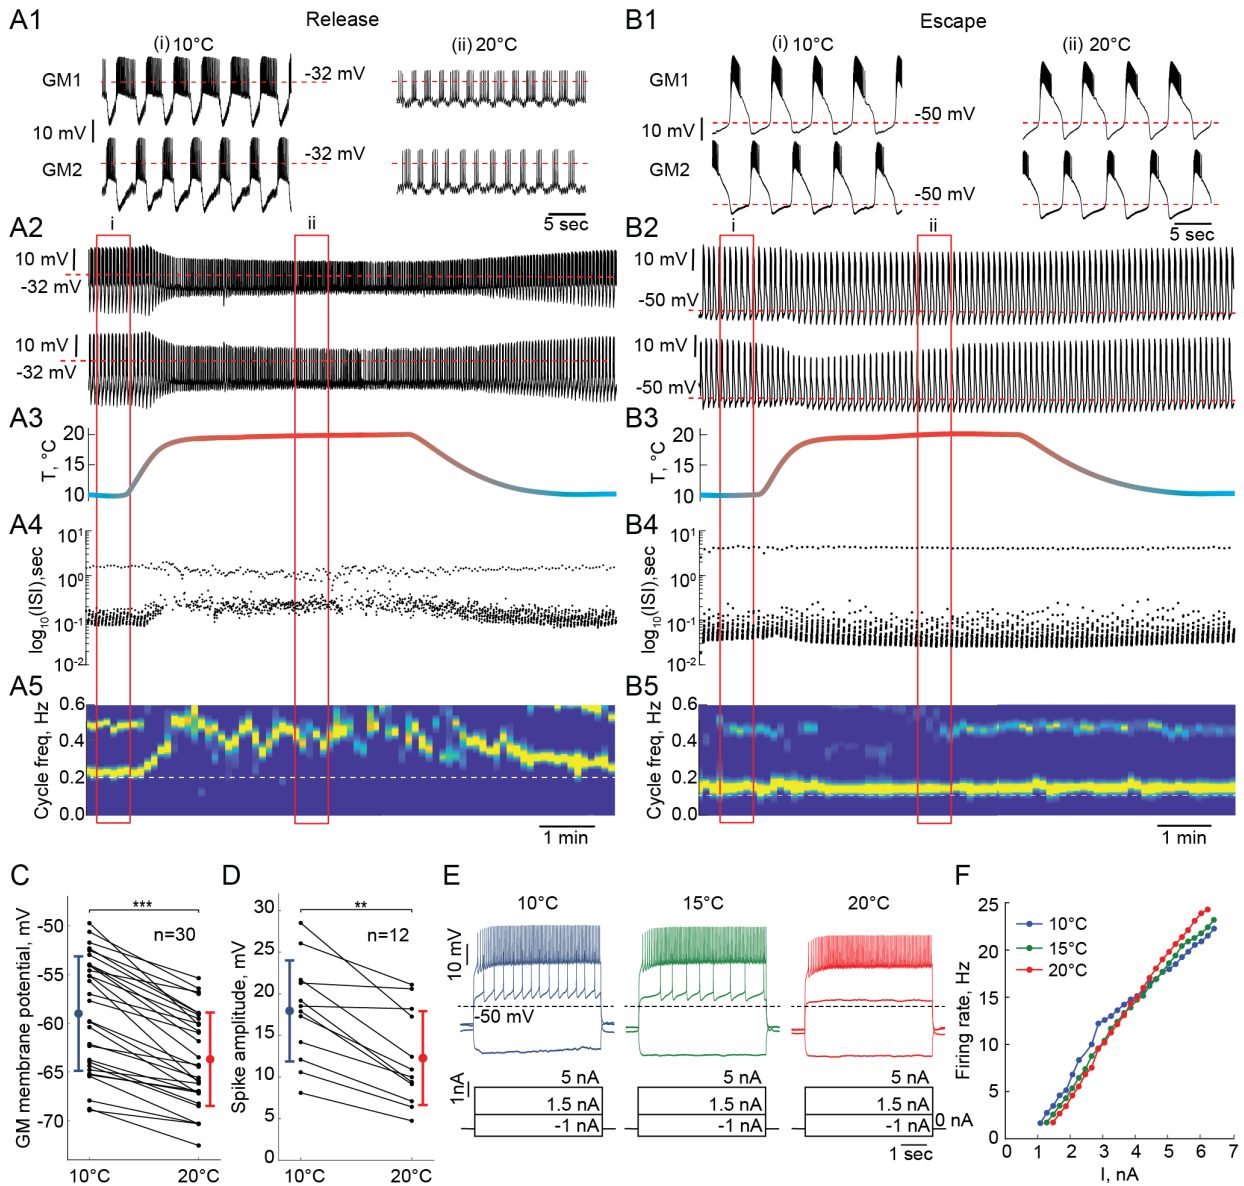 A1
Release
(i) 10°C
(ii) 20°C
GM1
-32 mV
10 mV
GM2
-32 mV
5 sec
B1
Escape
(i) 10°C
(ii) 20°C
GM1
-50 mV
10 mV
GM2
-50 mV
5 sec
A2
i
ii
10 mV
-32 mV
10 mV
-32 mV
B2
i
ii
10 mV
-50 mV
10 mV
-50 mV
A3
T, °C
20
15
10
B3
T, °C
20
15
10
A4
log10(ISI), sec
10^1
10^0
10^-1
10^-2
B4
log10(ISI), sec
10^1
10^0
10^-1
10^-2
A5
Cycle freq, Hz
0.6
0.4
0.2
0.0
1 min
B5
Cycle freq, Hz
0.6
0.4
0.2
0.0
1 min
C
GM membrane potential, mV
-50
-55
-60
-65
-70
***
n=30
10°C
20°C
D
Spike amplitude, mV
30
25
20
15
10
5
0
**
n=12
10°C
20°C
E
10°C
15°C
20°C
10 mV
-50 mV
1nA
5 nA
1.5 nA
-1 nA
5 nA
1.5 nA
-1 nA
5 nA
1.5 nA
-1 nA
0 nA
1 sec
F
Firing rate, Hz
25
20
15
10
5
0
10°C
15°C
20°C
0 1 2 3 4 5 6 7
I, nA